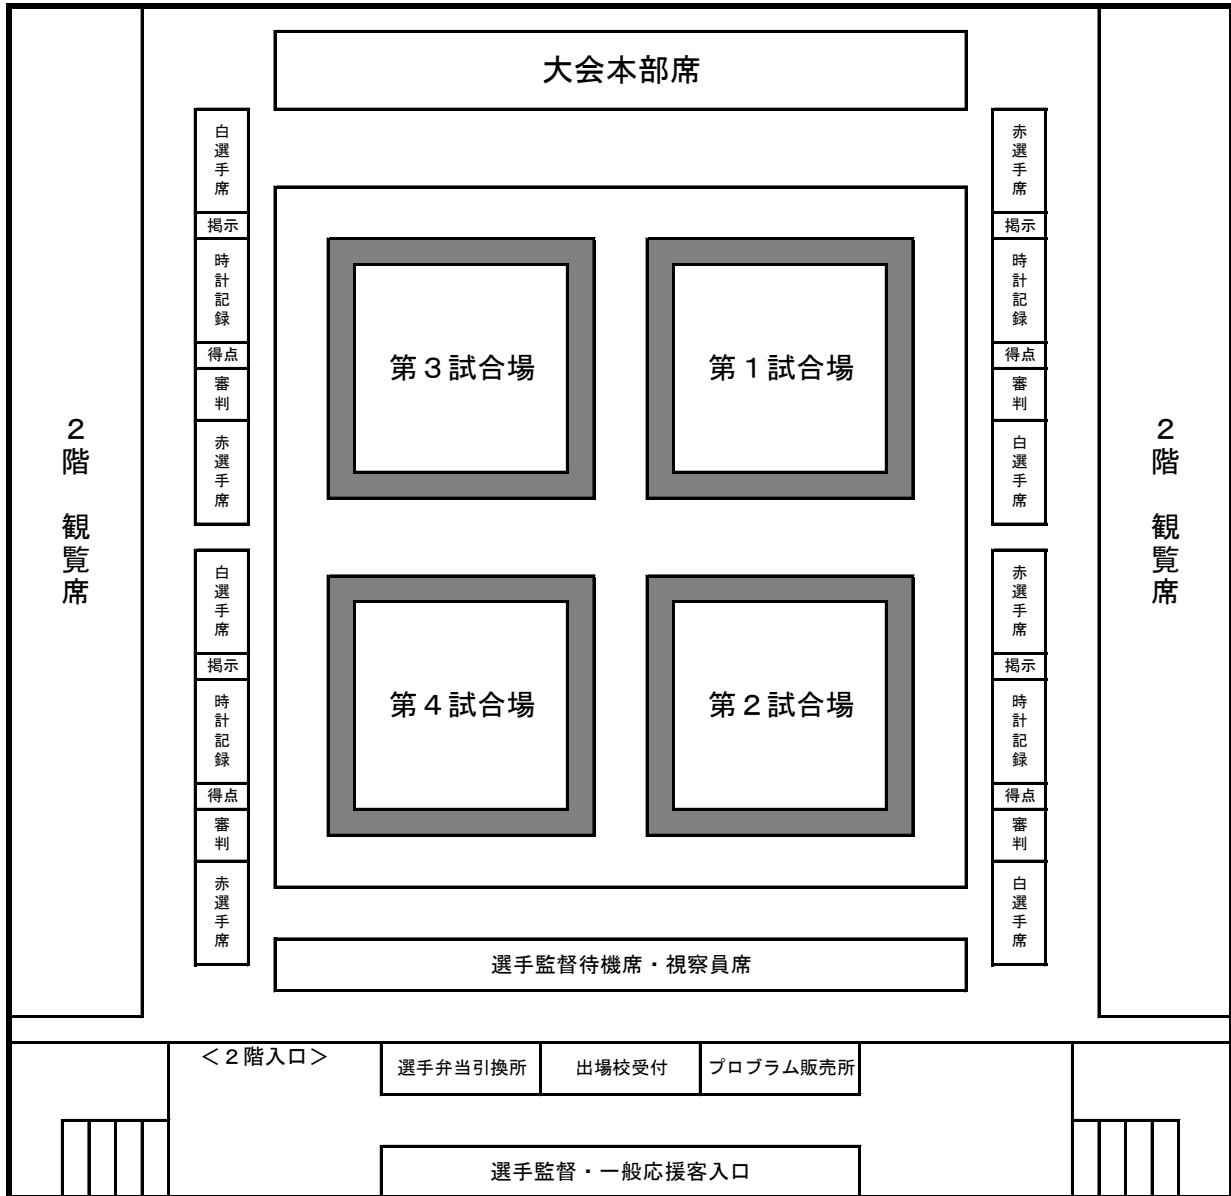 大会本部席
白選手席
掲示
時計記録
得点
審判
赤選手席
白選手席
掲示
時計記録
得点
審判
赤選手席
赤選手席
掲示
時計記録
得点
審判
白選手席
赤選手席
掲示
時計記録
得点
審判
白選手席
第３試合場
第１試合場
第４試合場
第２試合場
２階 観覧席
２階 観覧席
選手監督待機席・視察員席
＜２階入口＞
選手弁当引換所
出場校受付
プロブラム販売所
選手監督・一般応援客入口